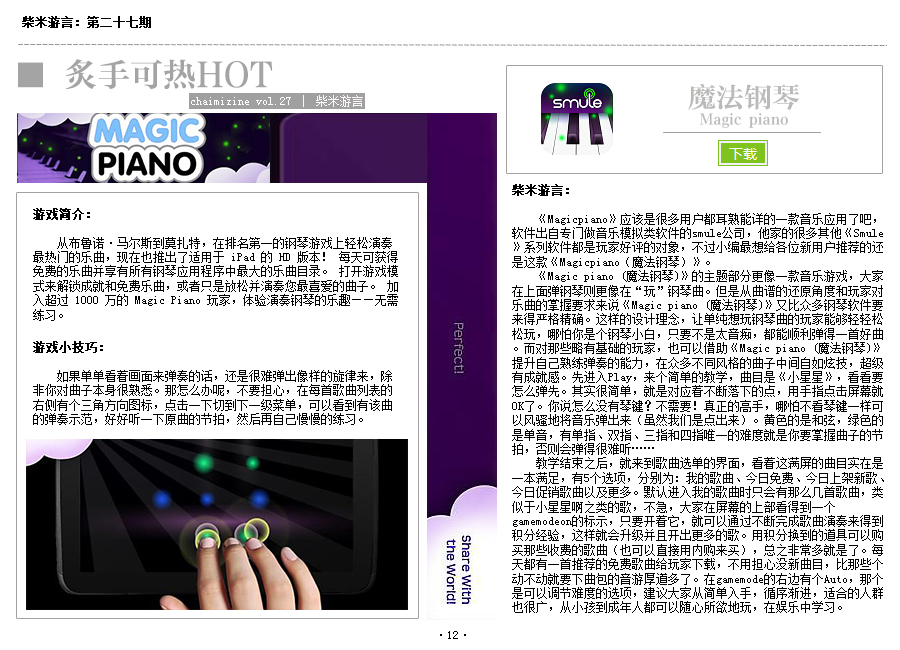 柴米游言：第二十七期
炙手可热HOT
chaimizine vol.27 | 柴米游言
MAGIC
PIANO
游戏简介：
从布鲁诺·马尔斯到莫扎特，在排名第一的钢琴游戏上轻松演奏
最热门的乐曲，现在也推出了适用于 iPad 的 HD 版本！ 每天可获得
免费的乐曲并享有所有钢琴应用程序中最大的乐曲目录。 打开游戏模
式来解锁成就和免费乐曲，或者只是放松并演奏您最喜爱的曲子。 加
入超过 1000 万的 Magic Piano 玩家，体验演奏钢琴的乐趣——无需
练习。
游戏小技巧：
如果单单看着画面来弹奏的话，还是很难弹出像样的旋律来，除
非你对曲子本身很熟悉。那怎么办呢，不要担心，在每首歌曲列表的
右侧有个三角方向图标，点击一下切到下一级菜单，可以看到有该曲
的弹奏示范，好好听一下原曲的节拍，然后再自己慢慢的练习。
Perfect!
Share With
the World!
smule
魔法钢琴
Magic piano
下载
柴米游言：
《Magicpiano》应该是很多用户都耳熟能详的一款音乐应用了吧，
软件出自专门做音乐模拟类软件的smule公司，他家的很多其他《Smule
》系列软件都是玩家好评的对象，不过小编最想给各位新用户推荐的还
是这款《Magicpiano（魔法钢琴）》。
《Magic piano (魔法钢琴)》的主题部分更像一款音乐游戏，大家
在上面弹钢琴则更像在“玩”钢琴曲。但是从曲谱的还原角度和玩家对
乐曲的掌握要求来说《Magic piano (魔法钢琴)》又比众多钢琴软件要
来得严格精确。这样的设计理念，让单纯想玩钢琴曲的玩家能够轻轻松
松玩，哪怕你是个钢琴小白，只要不是太音痴，都能顺利弹得一首好曲
。而对那些略有基础的玩家，也可以借助《Magic piano (魔法钢琴)》
提升自己熟练弹奏的能力，在众多不同风格的曲子中间自如炫技，超级
有成就感。先进入Play，来个简单的教学，曲目是《小星星》，看看要
怎么弹先。其实很简单，就是对应着不断落下的点，用手指点击屏幕就
OK了。你说怎么没有琴键？不需要！真正的高手，哪怕不看琴键一样可
以风骚地将音乐弹出来（虽然我们是点出来）。黄色的是和弦，绿色的
是单音，有单指、双指、三指和四指唯一的难度就是你要掌握曲子的节
拍，否则会弹得很难听……
教学结束之后，就来到歌曲选单的界面，看着这满屏的曲目实在是
一本满足，有5个选项，分别为：我的歌曲、今日免费、今日上架新歌、
今日促销歌曲以及更多。默认进入我的歌曲时只会有那么几首歌曲，类
似于小星星啊之类的歌，不急，大家在屏幕的上部看得到一个
gamemodeon的标示，只要开着它，就可以通过不断完成歌曲演奏来得到
积分经验，这样就会升级并且开出更多的歌。用积分换到的道具可以购
买那些收费的歌曲（也可以直接用内购来买），总之非常多就是了。每
天都有一首推荐的免费歌曲给玩家下载，不用担心没新曲目，比那些个
动不动就要下曲包的音游厚道多了。在gamemode的右边有个Auto，那个
是可以调节难度的选项，建议大家从简单入手，循序渐进，适合的人群
也很广，从小孩到成年人都可以随心所欲地玩，在娱乐中学习。
·12·